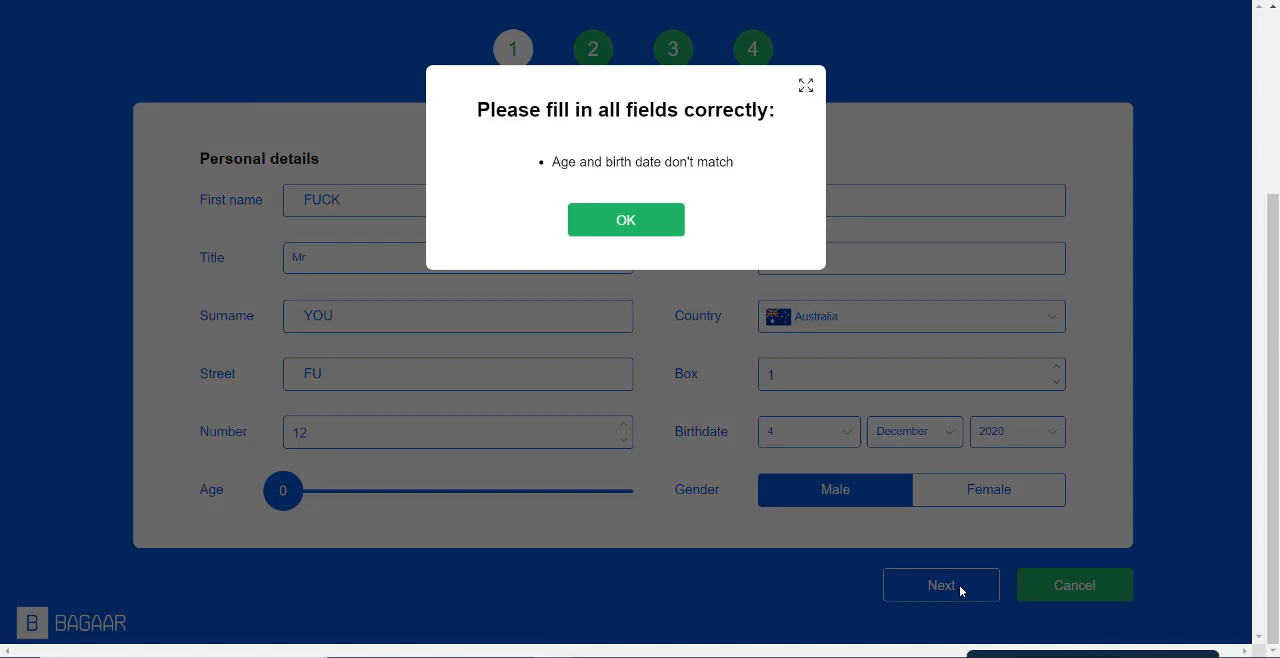 1 2 3 4
Please fill in all fields correctly:
• Age and birth date don't match
OK
Personal details
First name FUCK
Title Mr
Surname YOU
Country Australia
Street FU
Box 1
Number 12
Birthdate 4 December 2020
Age 0
Gender Male Female
Next Cancel
B BAGAAR